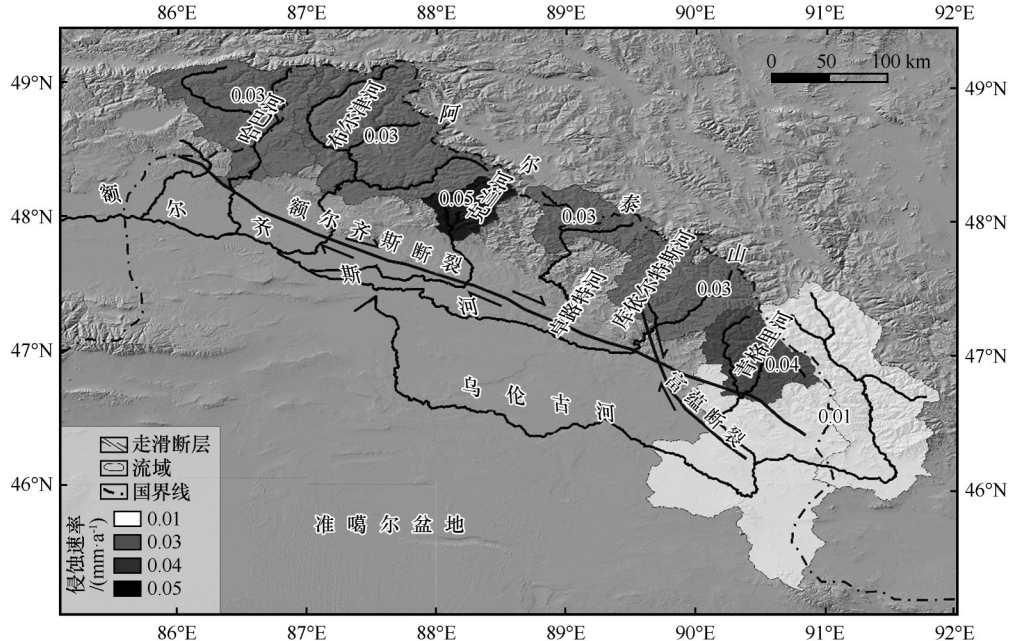 86°E 87°E 88°E 89°E 90°E 91°E 92°E
49°N
48°N
47°N
46°N
49°N
48°N
47°N
46°N
0 50 100 km
哈巴河
0.03
布尔津河
0.03
阿尔泰山
克兰河
0.05
0.03
额尔齐斯河
额尔齐斯断裂
卓路特河
库依尔特斯河
0.03
青格里河
0.04
0.01
富蕴断裂
乌伦古河
准噶尔盆地
走滑断层
流域
国界线
侵蚀速率
/(mm·a⁻¹)
0.01
0.03
0.04
0.05
86°E 87°E 88°E 89°E 90°E 91°E 92°E